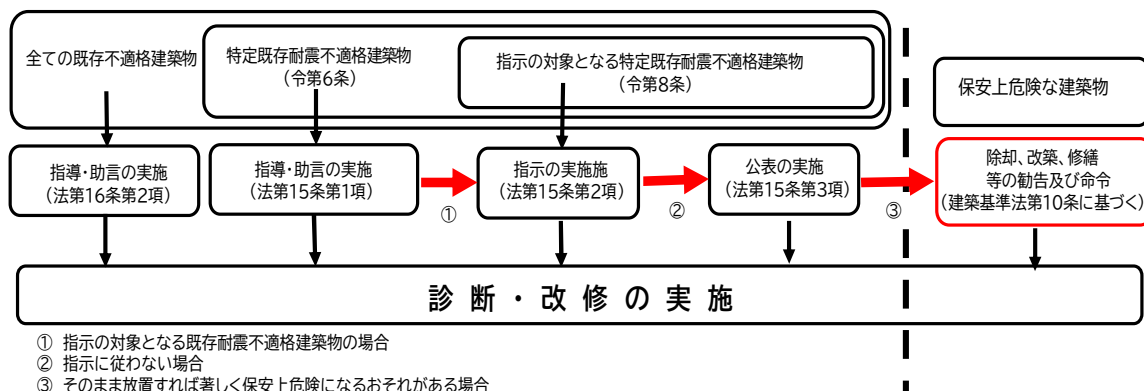 全ての既存不適格建築物
特定既存耐震不適格建築物
（令第6条）
指示の対象となる特定既存耐震不適格建築物
（令第8条）
保安上危険な建築物
指導・助言の実施
（法第16条第2項）
指導・助言の実施
（法第15条第1項）
①
指示の実施施
（法第15条第2項）
②
公表の実施
（法第15条第3項）
③
除却、改築、修繕
等の勧告及び命令
（建築基準法第10条に基づく）
診断・改修の実施
① 指示の対象となる既存耐震不適格建築物の場合
② 指示に従わない場合
③ そのまま放置すれば著しく保安上危険になるおそれがある場合